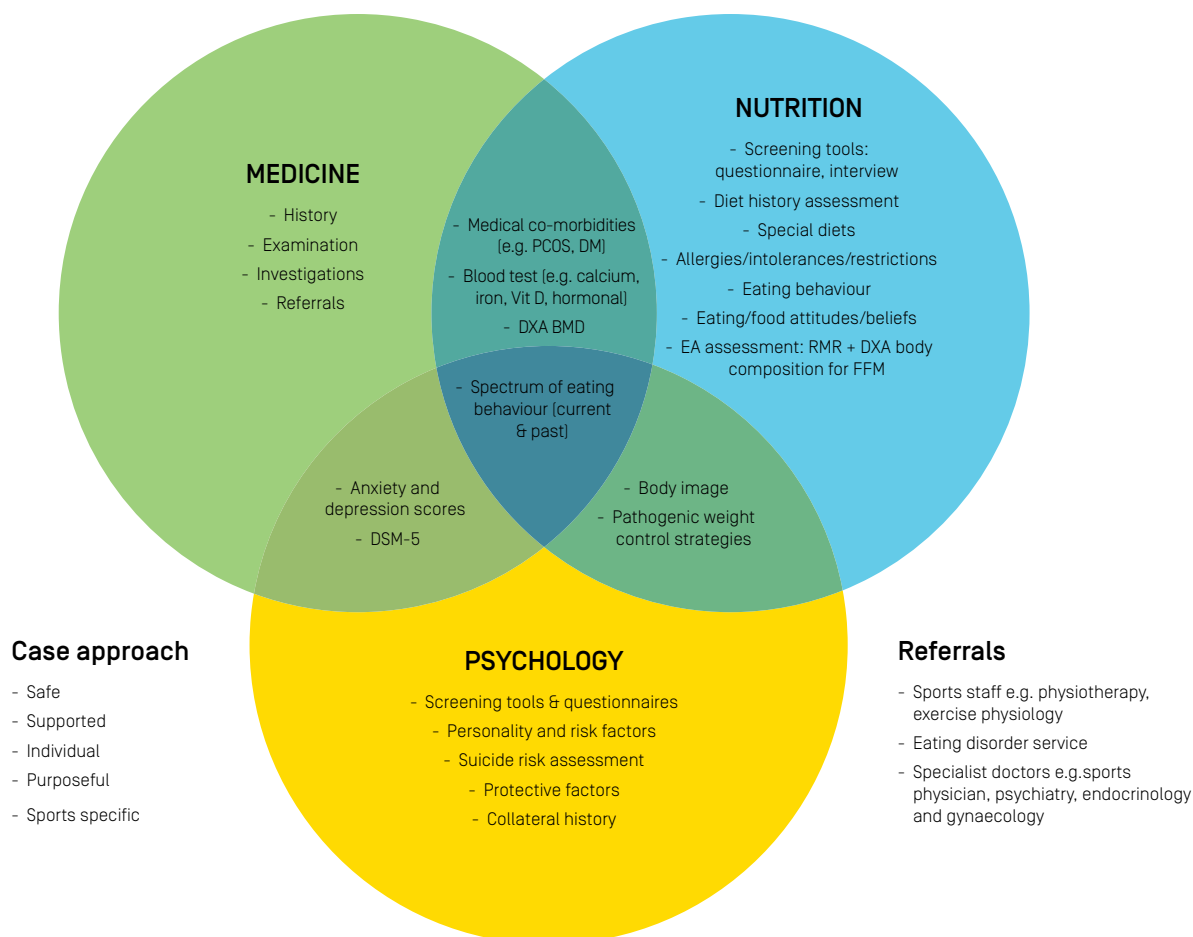 MEDICINE
- History
- Examination
- Investigations
- Referrals
- Medical co-morbidities
(e.g. PCOS, DM)
- Blood test (e.g. calcium,
iron, Vit D, hormonal)
- DXA BMD
NUTRITION
- Screening tools:
questionnaire, interview
- Diet history assessment
- Special diets
- Allergies/intolerances/restrictions
- Eating behaviour
- Eating/food attitudes/beliefs
- EA assessment: RMR + DXA body
composition for FFM
- Spectrum of eating
behaviour (current
& past)
- Anxiety and
depression scores
- DSM-5
- Body image
- Pathogenic weight
control strategies
PSYCHOLOGY
- Screening tools & questionnaires
- Personality and risk factors
- Suicide risk assessment
- Protective factors
- Collateral history
Case approach
- Safe
- Supported
- Individual
- Purposeful
- Sports specific
Referrals
- Sports staff e.g. physiotherapy,
exercise physiology
- Eating disorder service
- Specialist doctors e.g.sports
physician, psychiatry, endocrinology
and gynaecology